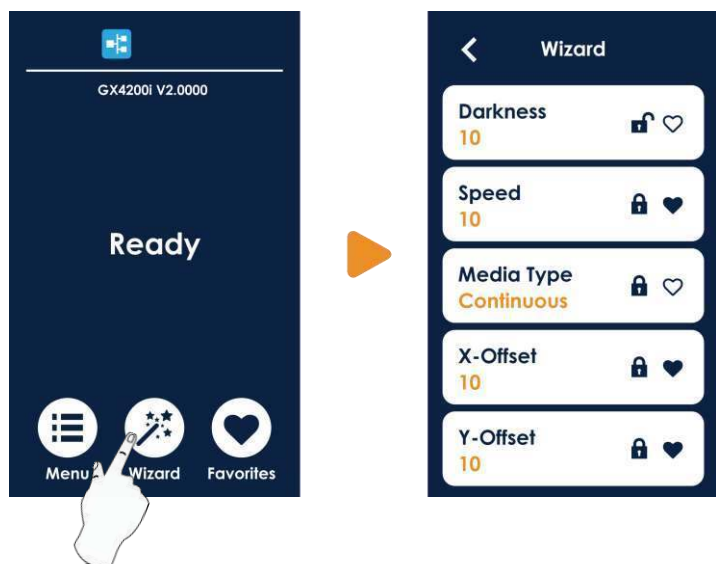 GX4200i V2.0000
Ready
Menu Wizard Favorites
Wizard
Darkness
10
Speed
10
Media Type
Continuous
X-Offset
10
Y-Offset
10